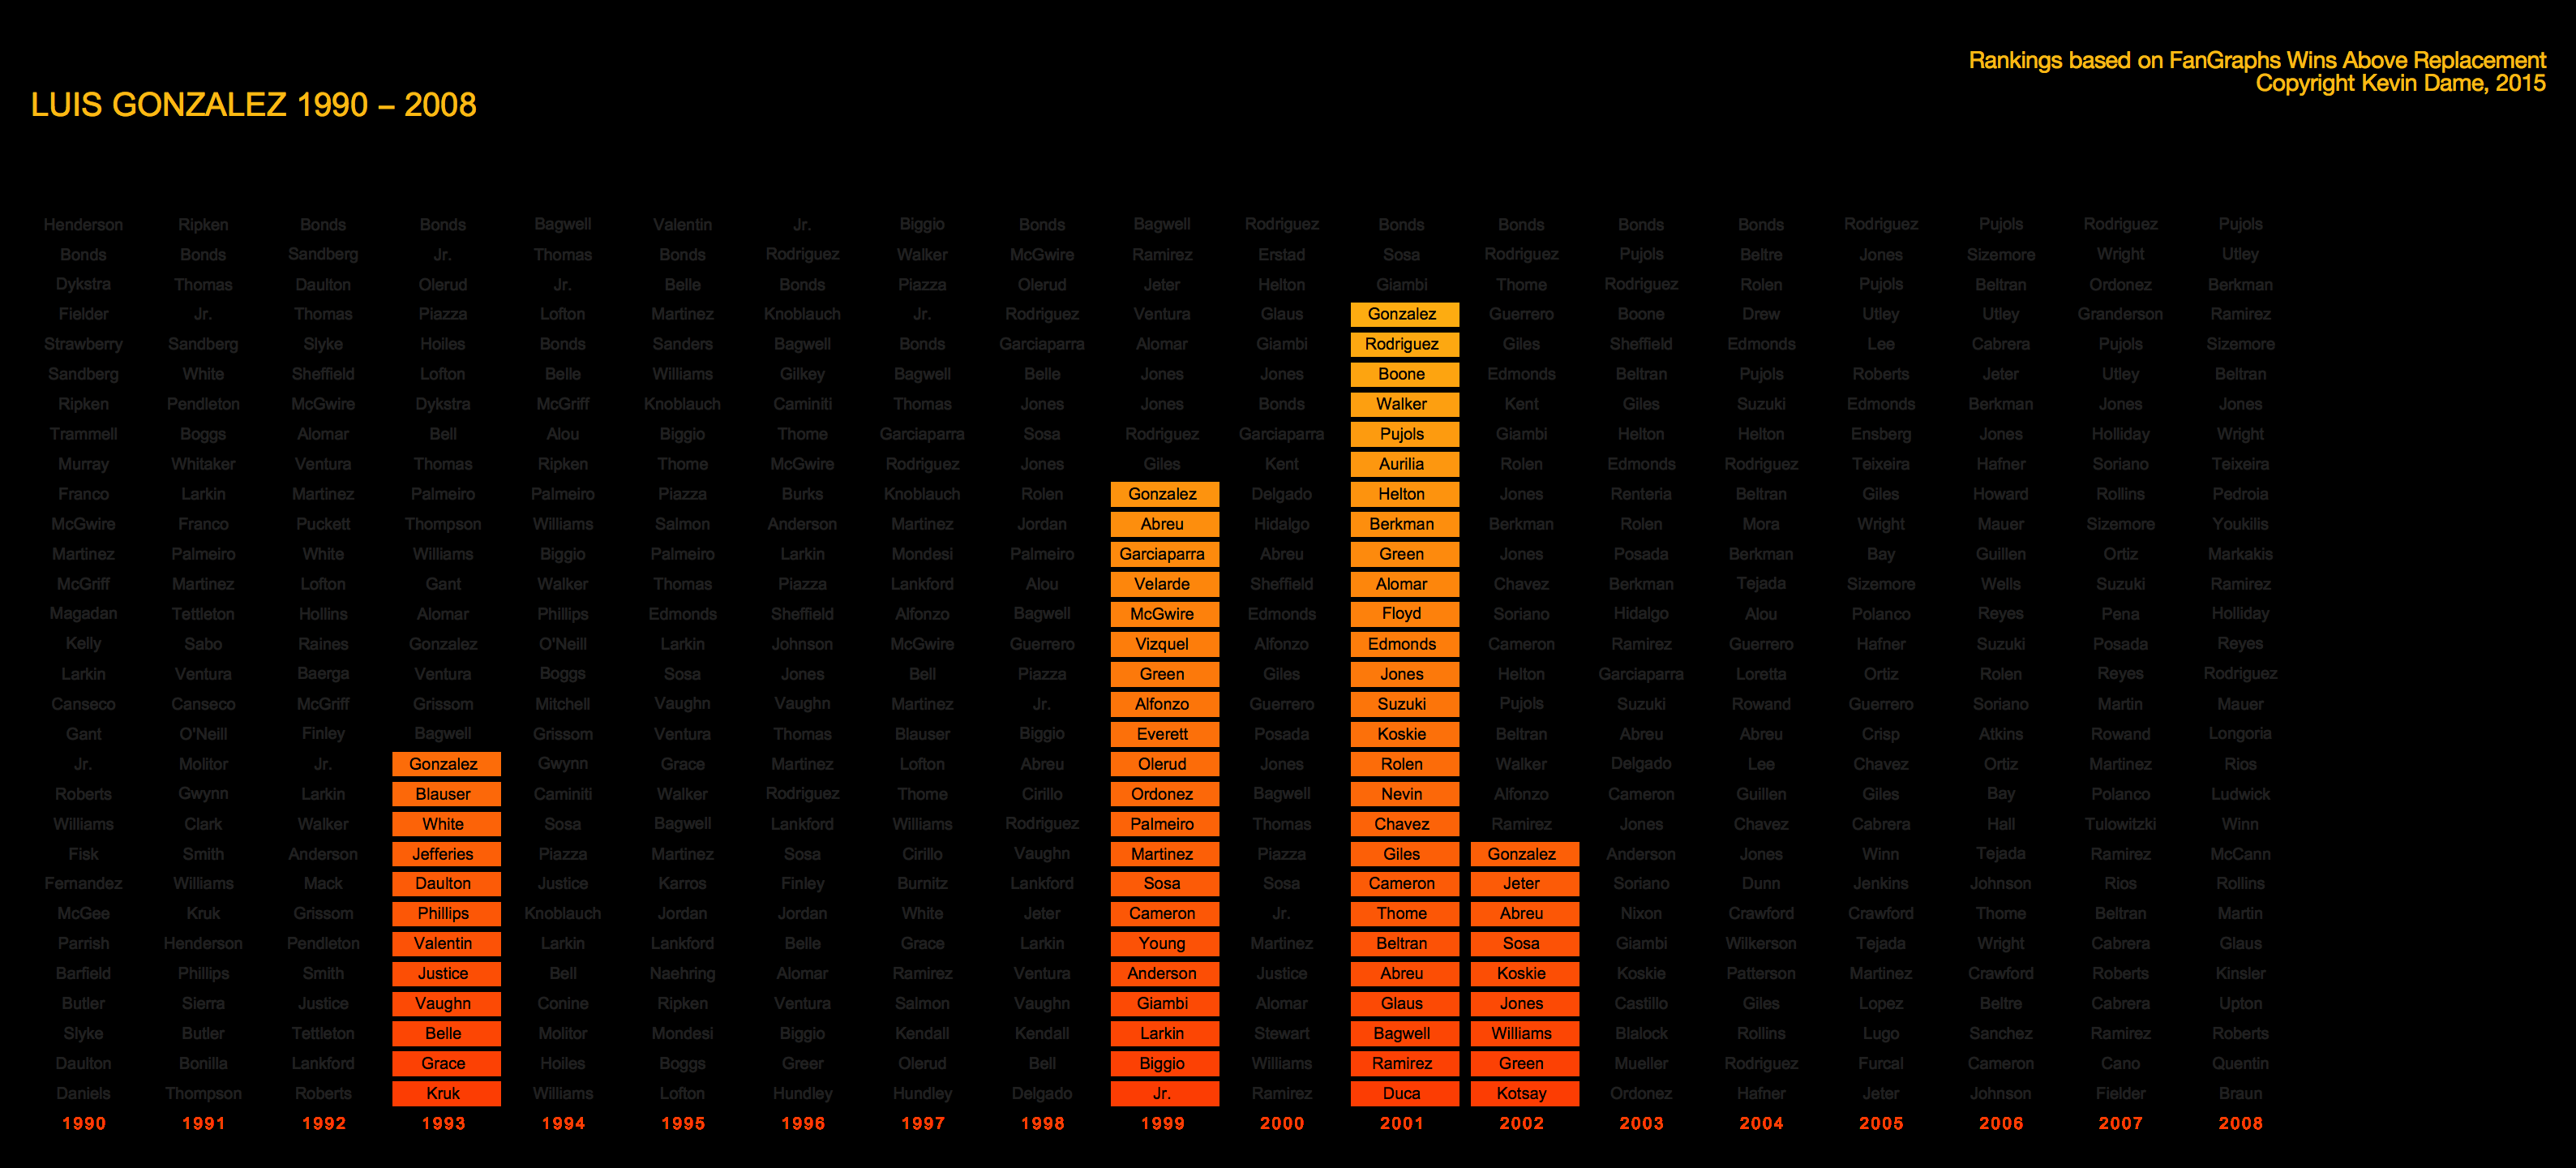 Rankings based on FanGraphs Wins Above Replacement
Copyright Kevin Dame, 2015
LUIS GONZALEZ 1990 – 2008
Henderson Ripken Bonds Bonds Bagwell Valentin Jr. Biggio Bonds Bagwell Rodriguez Bonds Bonds Bonds Bonds Rodriguez Pujols Rodriguez Pujols
Bonds Bonds Sandberg Jr. Thomas Bonds Rodriguez Walker McGwire Ramirez Erstad Sosa Rodriguez Pujols Beltre Jones Sizemore Wright Utley
Dykstra Thomas Daulton Olerud Jr. Belle Bonds Piazza Olerud Jeter Helton Giambi Thome Rodriguez Rolen Pujols Beltran Ordonez Berkman
Fielder Jr. Thomas Piazza Lofton Martinez Knoblauch Jr. Rodriguez Ventura Glaus Gonzalez Guerrero Boone Drew Utley Utley Granderson Ramirez
Strawberry Sandberg Slyke Hoiles Bonds Sanders Bagwell Bonds Garciaparra Alomar Giambi Rodriguez Giles Sheffield Edmonds Lee Cabrera Pujols Sizemore
Sandberg White Sheffield Lofton Belle Williams Gilkey Bagwell Belle Jones Jones Boone Edmonds Beltran Pujols Roberts Jeter Utley Beltran
Ripken Pendleton McGwire Dykstra McGriff Knoblauch Caminiti Thomas Jones Jones Bonds Walker Kent Giles Suzuki Edmonds Berkman Jones Jones
Trammell Boggs Alomar Bell Alou Biggio Thome Garciaparra Sosa Rodriguez Garciaparra Pujols Giambi Helton Helton Ensberg Jones Holliday Wright
Murray Whitaker Ventura Thomas Ripken Thome McGwire Rodriguez Jones Giles Kent Aurilia Rolen Edmonds Rodriguez Teixeira Hafner Soriano Teixeira
Franco Larkin Martinez Palmeiro Palmeiro Piazza Burks Knoblauch Rolen Gonzalez Delgado Helton Jones Renteria Beltran Giles Howard Rollins Pedroia
McGwire Franco Puckett Thompson Williams Salmon Anderson Martinez Jordan Abreu Hidalgo Berkman Berkman Rolen Mora Wright Mauer Sizemore Youkilis
Martinez Palmeiro White Williams Biggio Palmeiro Larkin Mondesi Palmeiro Garciaparra Abreu Green Jones Posada Berkman Bay Guillen Ortiz Markakis
McGriff Martinez Lofton Gant Walker Thomas Piazza Lankford Alou Velarde Sheffield Alomar Chavez Berkman Tejada Sizemore Wells Suzuki Ramirez
Magadan Tettleton Hollins Alomar Phillips Edmonds Sheffield Alfonzo Bagwell McGwire Edmonds Floyd Soriano Hidalgo Alou Polanco Reyes Pena Holliday
Kelly Sabo Raines Gonzalez O'Neill Larkin Johnson McGwire Guerrero Vizquel Alfonzo Edmonds Cameron Ramirez Guerrero Hafner Suzuki Posada Reyes
Larkin Ventura Baerga Ventura Boggs Sosa Jones Bell Piazza Green Giles Jones Helton Garciaparra Loretta Ortiz Rolen Reyes Rodriguez
Canseco Canseco McGriff Grissom Mitchell Vaughn Vaughn Martinez Jr. Alfonzo Guerrero Suzuki Pujols Suzuki Rowand Guerrero Soriano Martin Mauer
Gant O'Neill Finley Bagwell Grissom Ventura Thomas Blauser Biggio Everett Posada Koskie Beltran Abreu Abreu Crisp Atkins Rowand Longoria
Jr. Molitor Jr. Gonzalez Gwynn Grace Martinez Lofton Abreu Olerud Jones Rolen Walker Delgado Lee Chavez Ortiz Martinez Rios
Roberts Gwynn Larkin Blauser Caminiti Walker Rodriguez Thome Cirillo Ordonez Bagwell Nevin Alfonzo Cameron Guillen Giles Bay Polanco Ludwick
Williams Clark Walker White Sosa Bagwell Lankford Williams Rodriguez Palmeiro Thomas Chavez Ramirez Jones Chavez Cabrera Hall Tulowitzki Winn
Fisk Smith Anderson Jefferies Piazza Martinez Sosa Cirillo Vaughn Martinez Piazza Giles Gonzalez Anderson Jones Winn Tejada Ramirez McCann
Fernandez Williams Mack Daulton Justice Karros Finley Burnitz Lankford Sosa Sosa Cameron Jeter Soriano Dunn Jenkins Johnson Rios Rollins
McGee Kruk Grissom Phillips Knoblauch Jordan Jordan White Jeter Cameron Jr. Thome Abreu Nixon Crawford Crawford Thome Beltran Martin
Parrish Henderson Pendleton Valentin Larkin Lankford Belle Grace Larkin Young Martinez Beltran Sosa Giambi Wilkerson Tejada Wright Cabrera Glaus
Barfield Phillips Smith Justice Bell Naehring Alomar Ramirez Ventura Anderson Justice Abreu Koskie Koskie Patterson Martinez Crawford Roberts Kinsler
Butler Sierra Justice Vaughn Conine Ripken Ventura Salmon Vaughn Giambi Alomar Glaus Jones Castillo Giles Lopez Beltre Cabrera Upton
Slyke Butler Tettleton Belle Molitor Mondesi Biggio Kendall Kendall Larkin Stewart Bagwell Williams Blalock Rollins Lugo Sanchez Ramirez Roberts
Daulton Bonilla Lankford Grace Hoiles Boggs Greer Olerud Bell Biggio Williams Ramirez Green Mueller Rodriguez Furcal Cameron Cano Quentin
Daniels Thompson Roberts Kruk Williams Lofton Hundley Hundley Delgado Jr. Ramirez Duca Kotsay Ordonez Hafner Jeter Johnson Fielder Braun
1990 1991 1992 1993 1994 1995 1996 1997 1998 1999 2000 2001 2002 2003 2004 2005 2006 2007 2008